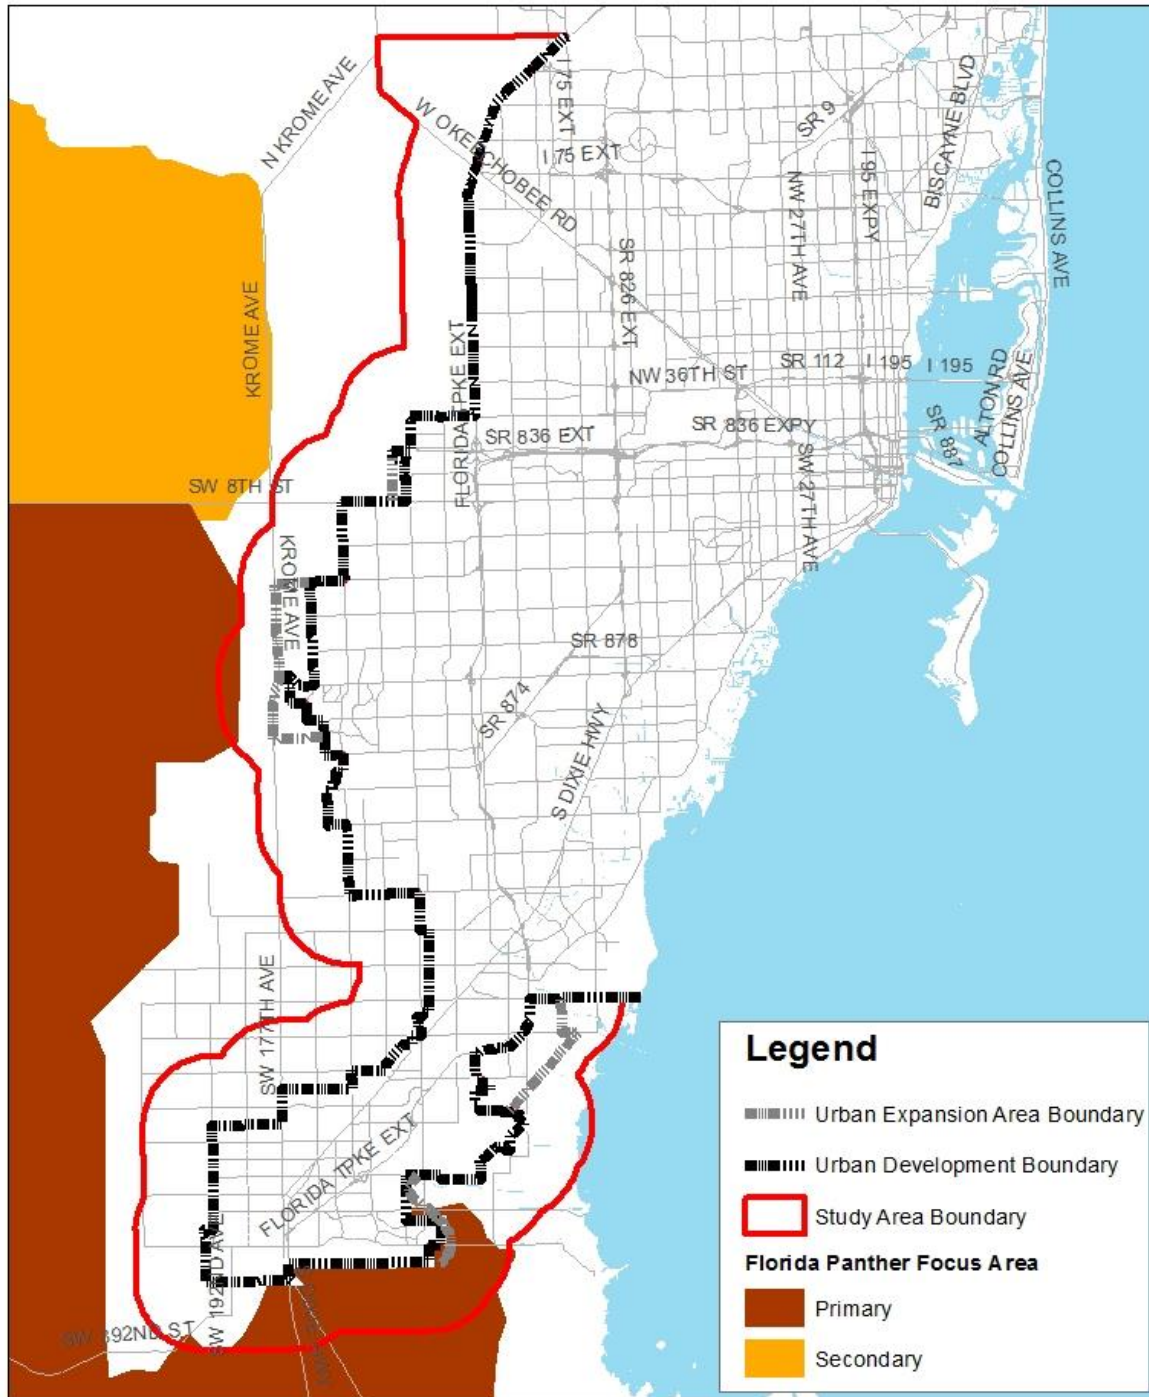 N KROME AVE
W OKEECHOBEE RD
I 75 EXT
I 75 EXT
SR 9
I 95 EXPY
BISCAYNE BLVD
COLLINS AVE
NW 27TH AVE
SR 826 EXT
KROME AVE
FLORIDA TPKE EXT
NW 36TH ST
SR 112
I 195
I 195
ALTON RD
COLLINS AVE
SR 887
SR 836 EXT
SR 836 EXPY
SW 27TH AVE
SW 8TH ST
KROME AVE
SR 878
SR 874
S DIXIE HWY
SW 177TH AVE
FLORIDA TPKE EXT
SW 192ND AVE
SW 392ND ST
Legend
Urban Expansion Area Boundary
Urban Development Boundary
Study Area Boundary
Florida Panther Focus Area
Primary
Secondary